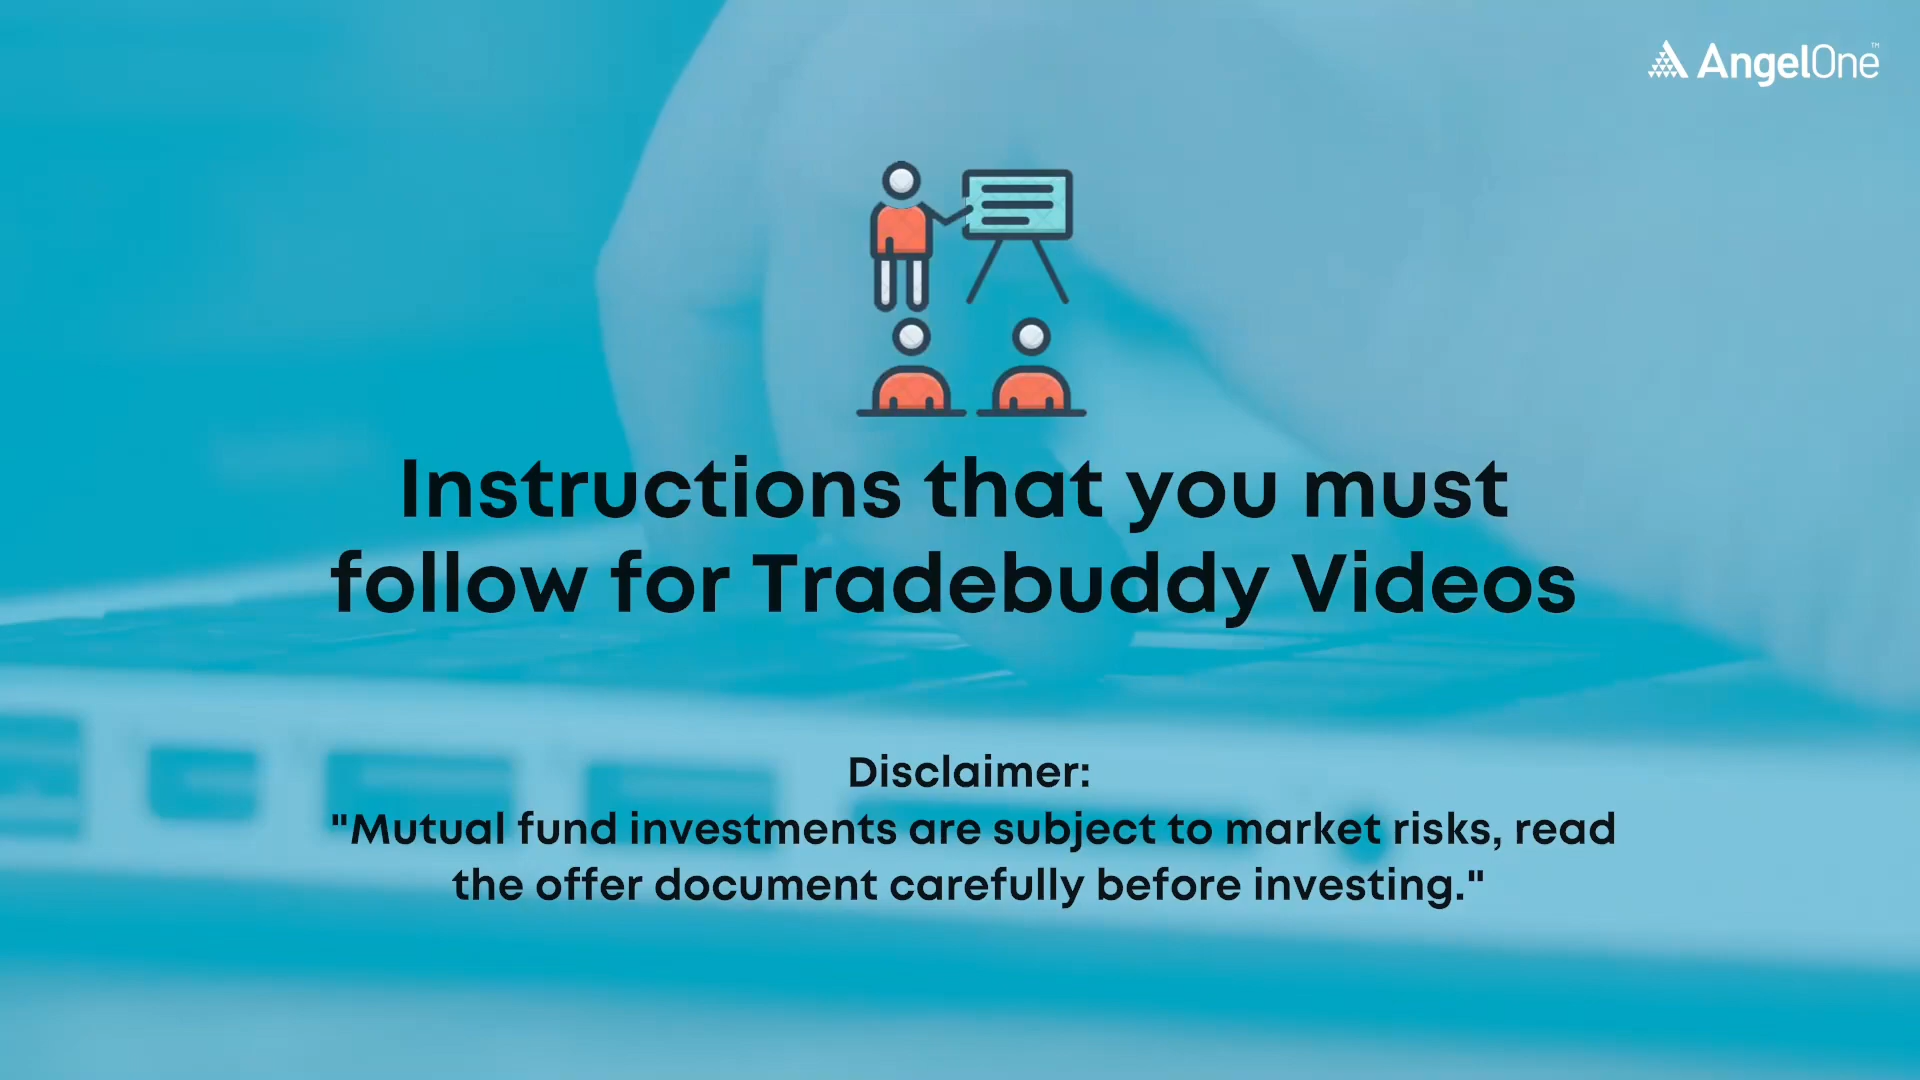 AngelOne™
Instructions that you must
follow for Tradebuddy Videos
Disclaimer:
"Mutual fund investments are subject to market risks, read
the offer document carefully before investing."